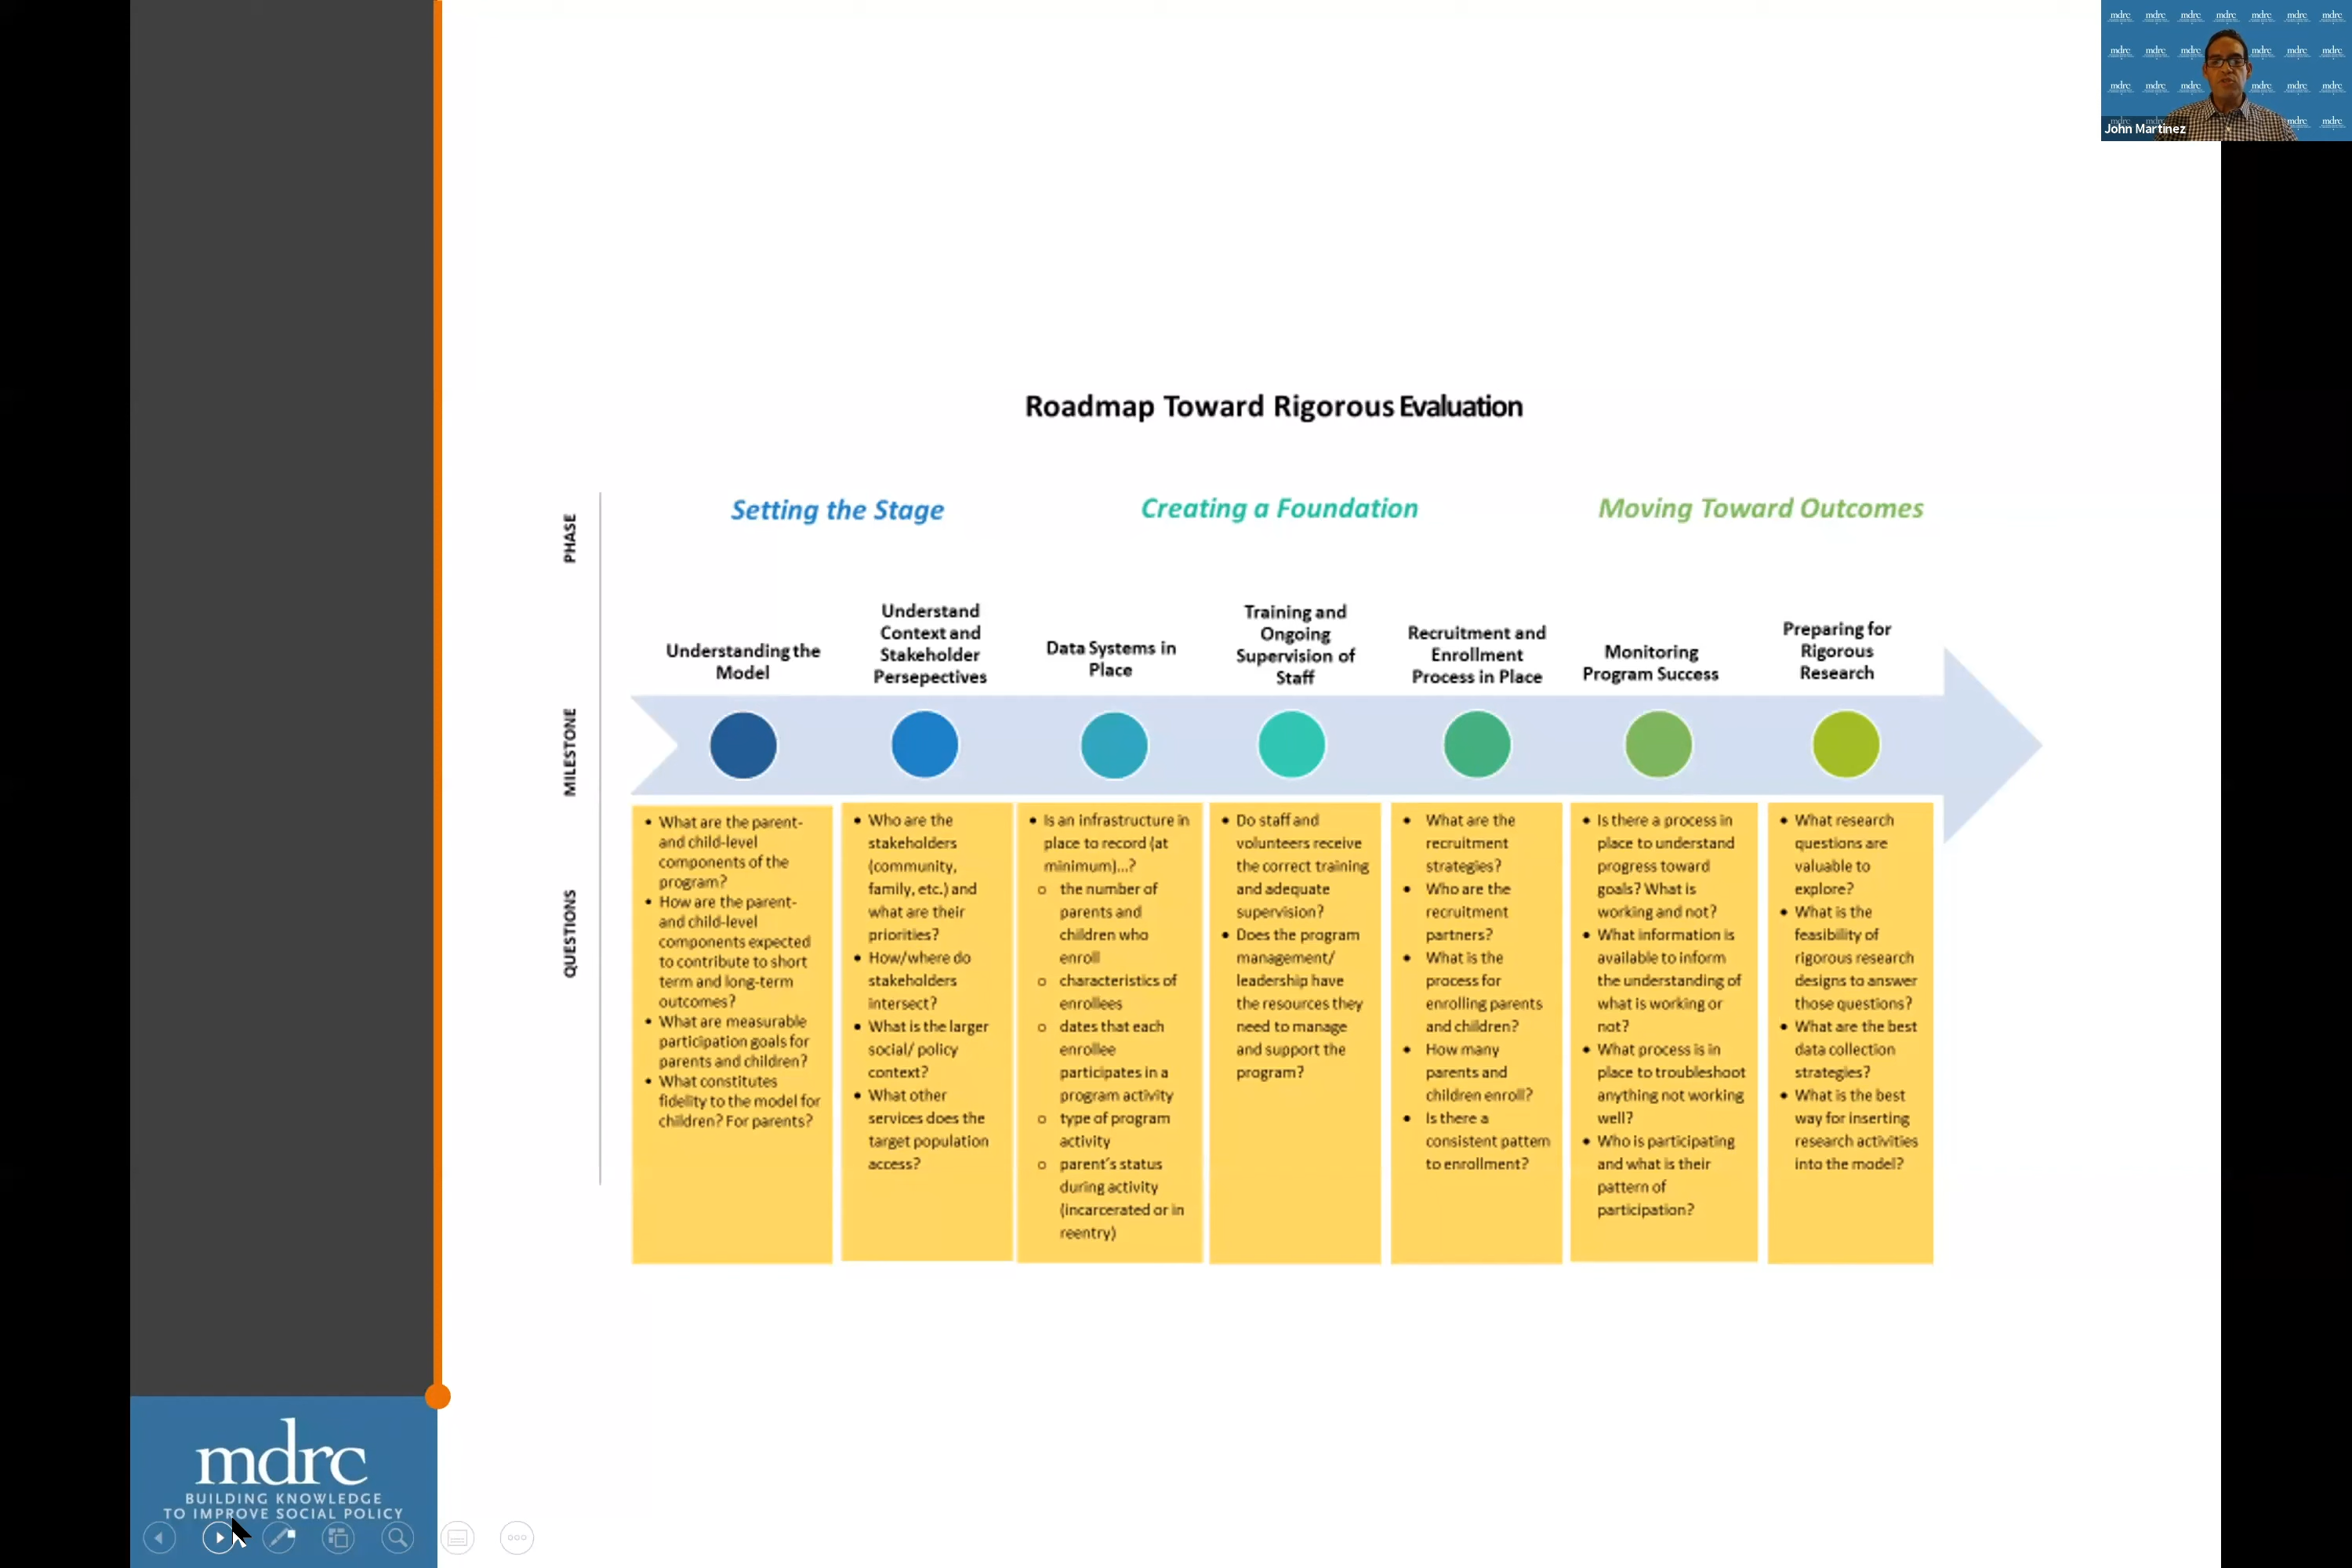 John Martinez
Roadmap Toward Rigorous Evaluation
PHASE
Setting the Stage
Creating a Foundation
Moving Toward Outcomes
MILESTONE
Understanding the
Model
Understand
Context and
Stakeholder
Persepectives
Data Systems in
Place
Training and
Ongoing
Supervision of
Staff
Recruitment and
Enrollment
Process in Place
Monitoring
Program Success
Preparing for
Rigorous
Research
QUESTIONS
• What are the parent-
and child-level
components of the
program?
• How are the parent-
and child-level
components expected
to contribute to short
term and long-term
outcomes?
• What are measurable
participation goals for
parents and children?
• What constitutes
fidelity to the model for
children? For parents?
• Who are the
stakeholders
(community,
family, etc.) and
what are their
priorities?
• How/where do
stakeholders
intersect?
• What is the larger
social/ policy
context?
• What other
services does the
target population
access?
• Is an infrastructure in
place to record (at
minimum)...?
o the number of
parents and
children who
enroll
o characteristics of
enrollees
o dates that each
enrollee
participates in a
program activity
o type of program
activity
o parent's status
during activity
(incarcerated or in
reentry)
• Do staff and
volunteers receive
the correct training
and adequate
supervision?
• Does the program
management/
leadership have
the resources they
need to manage
and support the
program?
• What are the
recruitment
strategies?
• Who are the
recruitment
partners?
• What is the
process for
enrolling parents
and children?
• How many
parents and
children enroll?
• Is there a
consistent pattern
to enrollment?
• Is there a process in
place to understand
progress toward
goals? What is
working and not?
• What information is
available to inform
the understanding of
what is working or
not?
• What process is in
place to troubleshoot
anything not working
well?
• Who is participating
and what is their
pattern of
participation?
• What research
questions are
valuable to
explore?
• What is the
feasibility of
rigorous research
designs to answer
those questions?
• What are the best
data collection
strategies?
• What is the best
way for inserting
research activities
into the model?
mdrc
BUILDING KNOWLEDGE
TO IMPROVE SOCIAL POLICY